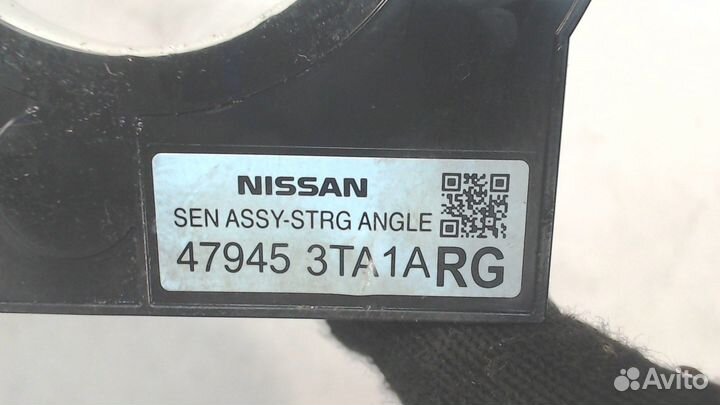 NISSAN
SEN ASSY-STRG ANGLE
47945 3TA1ARG
Avito